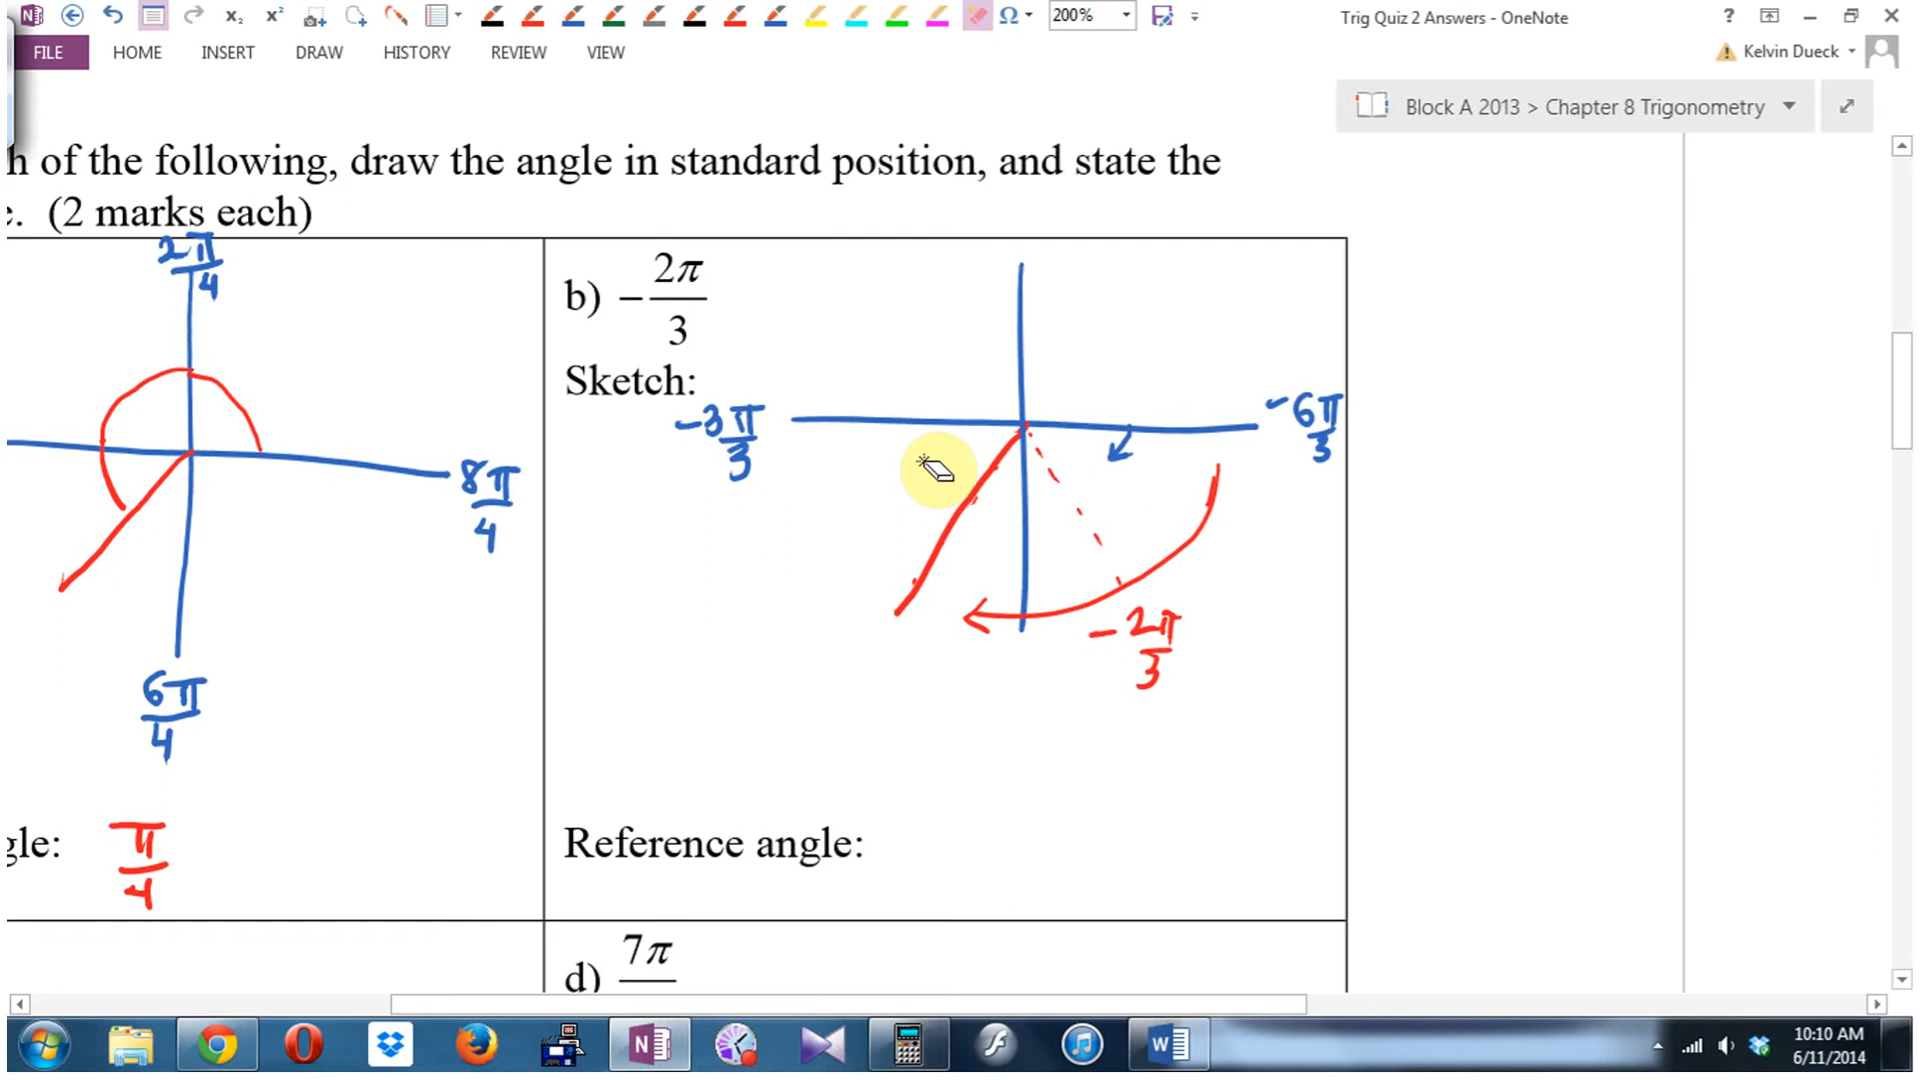 x₂ x² Ω 200% Trig Quiz 2 Answers - OneNote ?
FILE HOME INSERT DRAW HISTORY REVIEW VIEW Kelvin Dueck
Block A 2013 > Chapter 8 Trigonometry
h of the following, draw the angle in standard position, and state the
e. (2 marks each)
2π/4
8π/4
6π/4
gle: π/4
b) -2π/3
Sketch:
-3π/3
-6π/3
-2π/3
Reference angle:
d) 7π
10:10 AM
6/11/2014